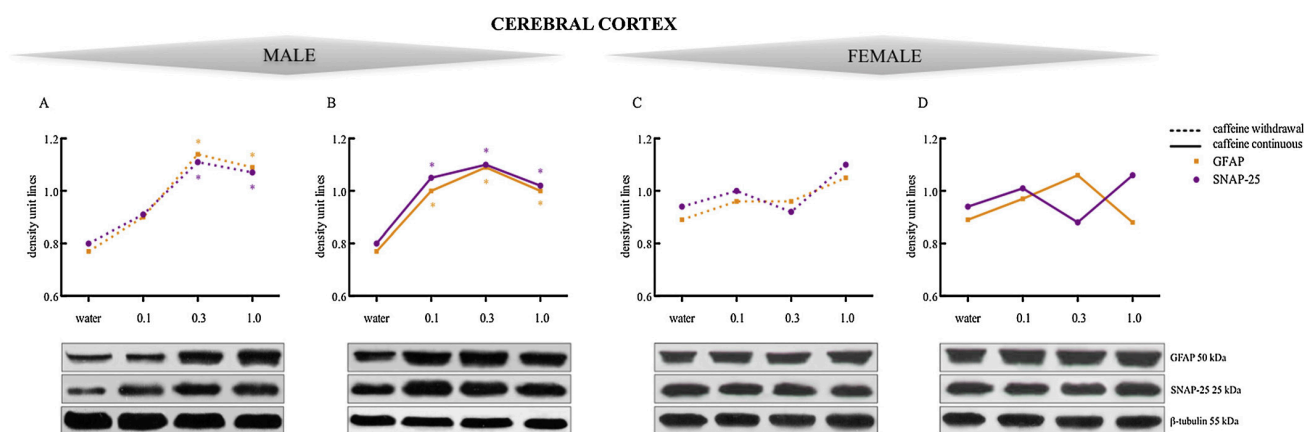 CEREBRAL CORTEX
MALE
FEMALE
A
B
C
D
density unit lines
1.2
1.0
0.8
0.6
water 0.1 0.3 1.0
density unit lines
1.2
1.0
0.8
0.6
water 0.1 0.3 1.0
density unit lines
1.2
1.0
0.8
0.6
water 0.1 0.3 1.0
density unit lines
1.2
1.0
0.8
0.6
water 0.1 0.3 1.0
caffeine withdrawal
caffeine continuous
GFAP
SNAP-25
* * * *
* * * * * *
GFAP 50 kDa
SNAP-25 25 kDa
β-tubulin 55 kDa